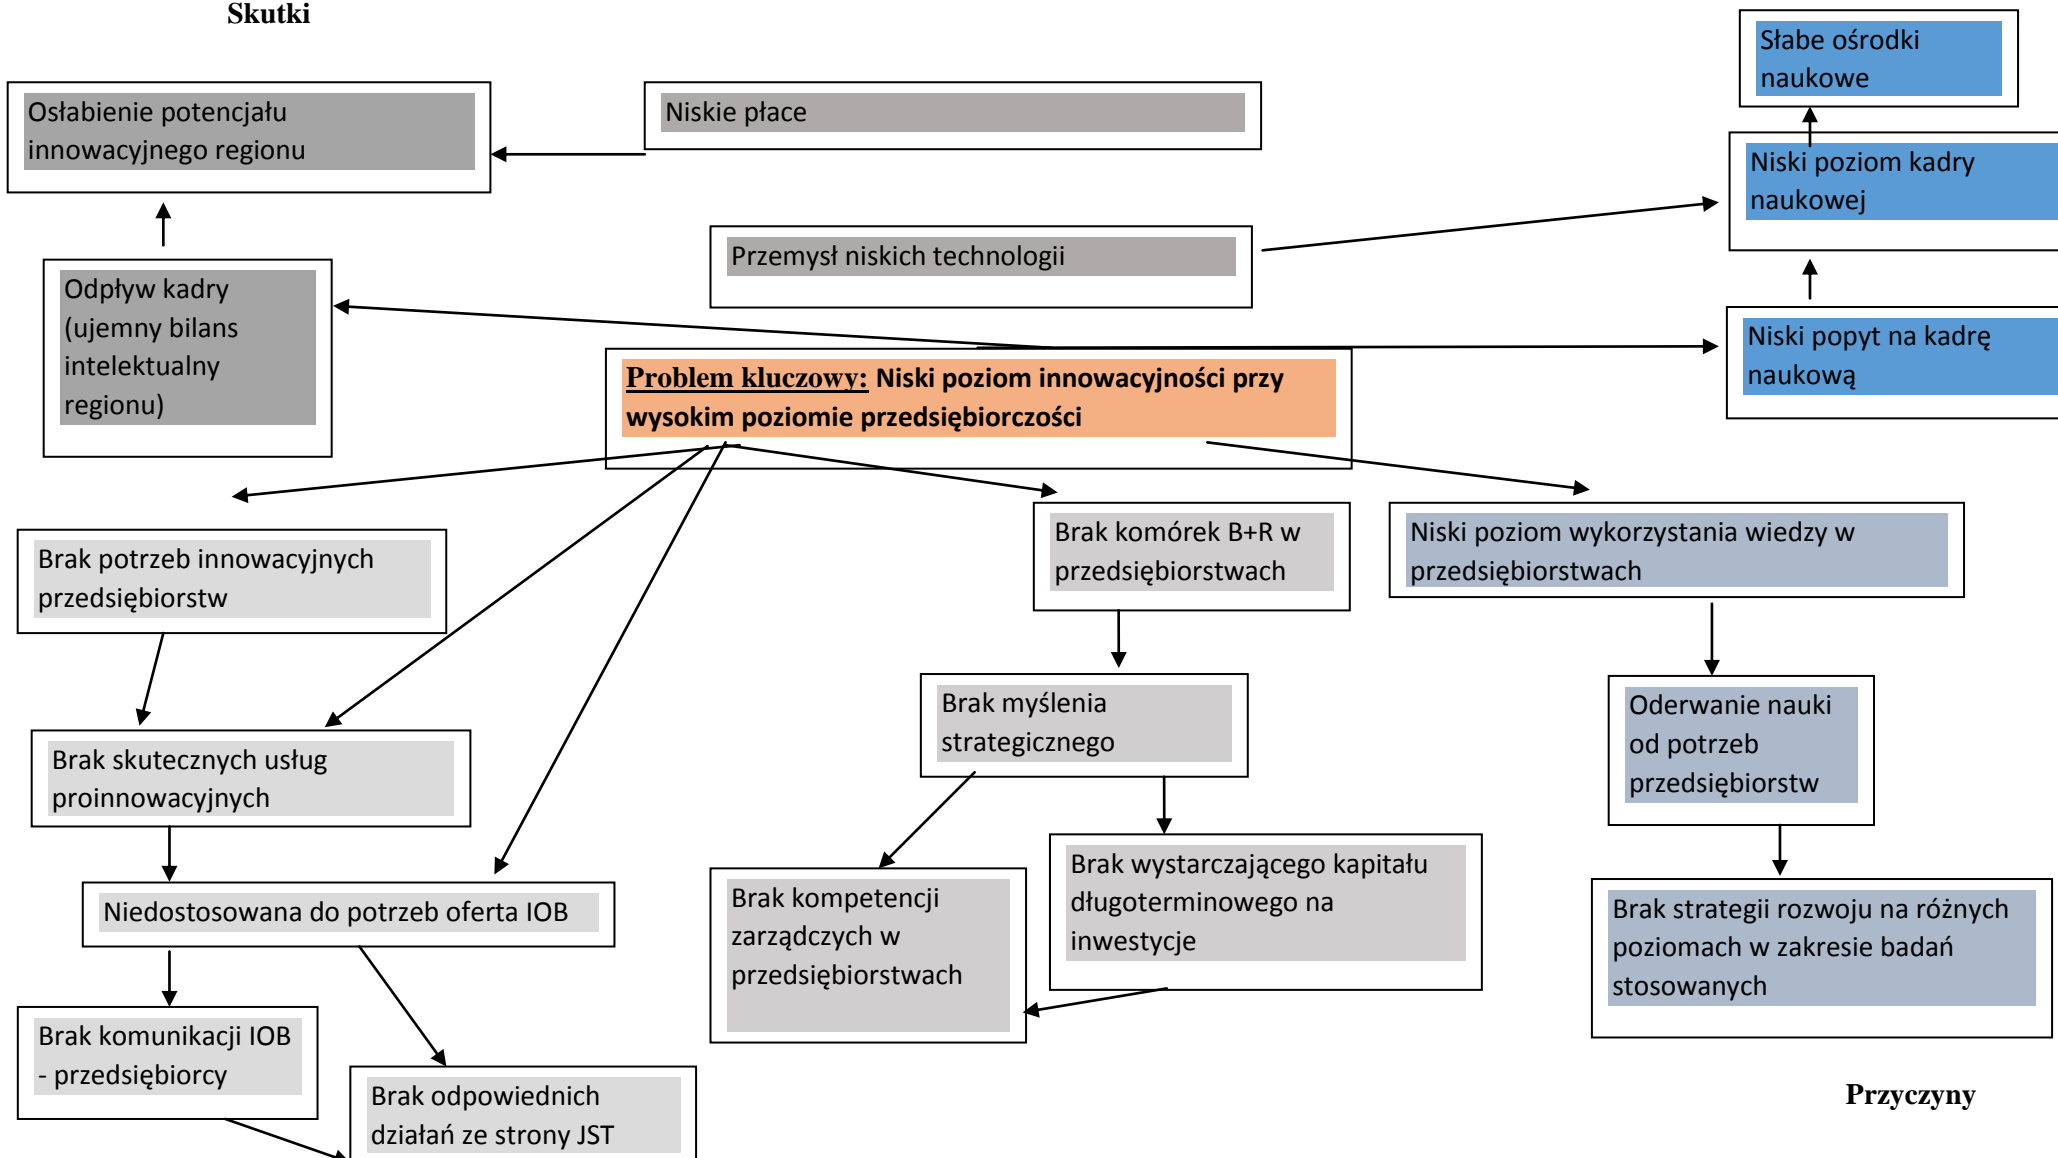 Skutki
Słabe ośrodki
naukowe
Osłabienie potencjału
innowacyjnego regionu
Niskie płace
Niski poziom kadry
naukowej
Przemysł niskich technologii
Odpływ kadry
(ujemny bilans
intelektualny
regionu)
Niski popyt na kadrę
naukową
Problem kluczowy: Niski poziom innowacyjności przy
wysokim poziomie przedsiębiorczości
Brak potrzeb innowacyjnych
przedsiębiorstw
Brak komórek B+R w
przedsiębiorstwach
Niski poziom wykorzystania wiedzy w
przedsiębiorstwach
Brak skutecznych usług
proinnowacyjnych
Brak myślenia
strategicznego
Oderwanie nauki
od potrzeb
przedsiębiorstw
Niedostosowana do potrzeb oferta IOB
Brak kompetencji
zarządczych w
przedsiębiorstwach
Brak wystarczającego kapitału
długoterminowego na
inwestycje
Brak strategii rozwoju na różnych
poziomach w zakresie badań
stosowanych
Brak komunikacji IOB
- przedsiębiorcy
Brak odpowiednich
działań ze strony JST
Przyczyny